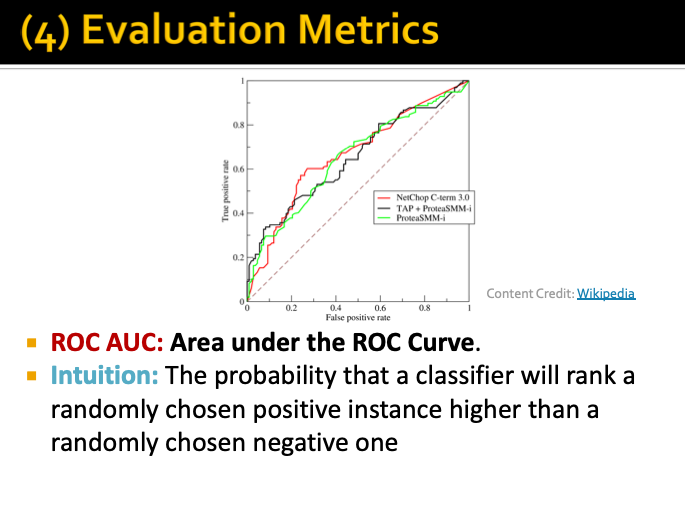 (4) Evaluation Metrics
1
0.8
0.6
0.4
0.2
0
True positive rate
0 0.2 0.4 0.6 0.8 1
False positive rate
NetChop C-term 3.0
TAP + ProteaSMM-i
ProteaSMM-i
Content Credit: Wikipedia
ROC AUC: Area under the ROC Curve.
Intuition: The probability that a classifier will rank a
randomly chosen positive instance higher than a
randomly chosen negative one